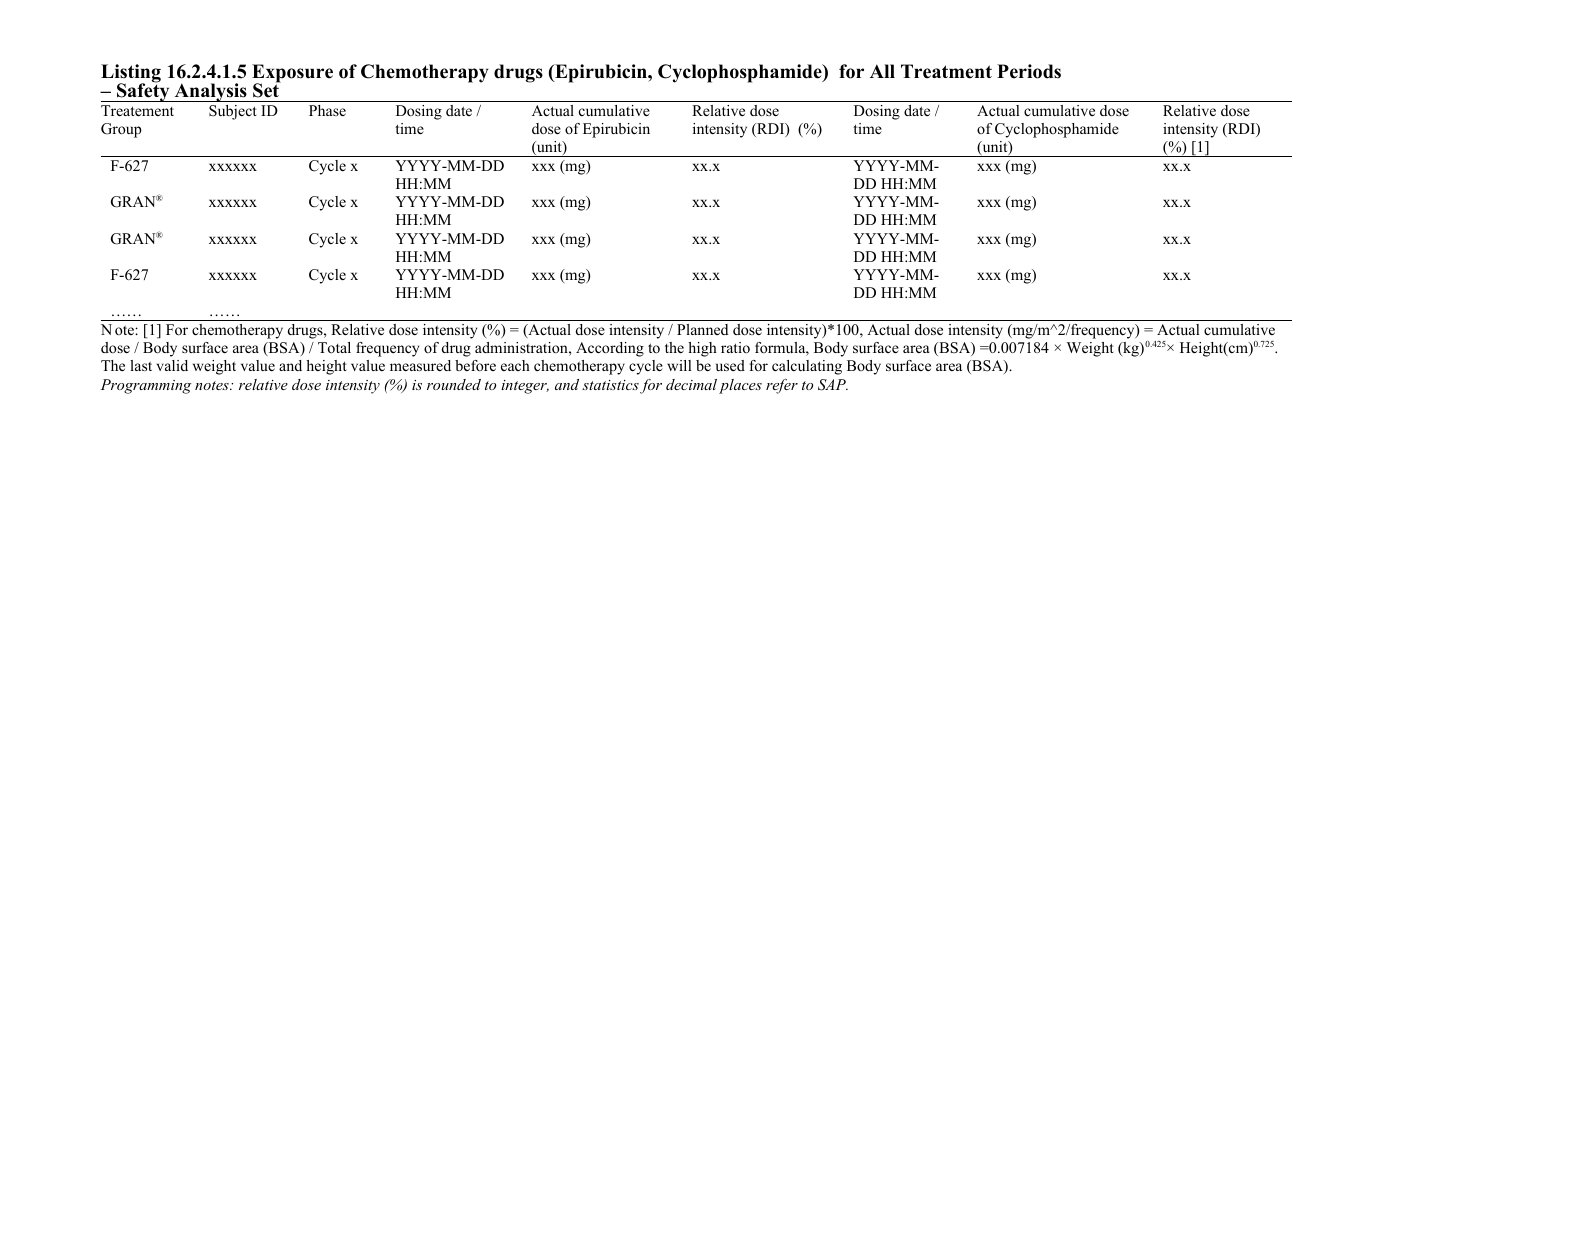 Listing 16.2.4.1.5 Exposure of Chemotherapy drugs (Epirubicin, Cyclophosphamide)  for All Treatment Periods
– Safety Analysis Set
Treatement Group | Subject ID | Phase | Dosing date / time | Actual cumulative dose of Epirubicin (unit) | Relative dose intensity (RDI)  (%) | Dosing date / time | Actual cumulative dose of Cyclophosphamide (unit) | Relative dose intensity (RDI) (%) [1]
F-627 | xxxxxx | Cycle x | YYYY-MM-DD HH:MM | xxx (mg) | xx.x | YYYY-MM-DD HH:MM | xxx (mg) | xx.x
GRAN® | xxxxxx | Cycle x | YYYY-MM-DD HH:MM | xxx (mg) | xx.x | YYYY-MM-DD HH:MM | xxx (mg) | xx.x
GRAN® | xxxxxx | Cycle x | YYYY-MM-DD HH:MM | xxx (mg) | xx.x | YYYY-MM-DD HH:MM | xxx (mg) | xx.x
F-627 | xxxxxx | Cycle x | YYYY-MM-DD HH:MM | xxx (mg) | xx.x | YYYY-MM-DD HH:MM | xxx (mg) | xx.x
…… | ……
Note: [1] For chemotherapy drugs, Relative dose intensity (%) = (Actual dose intensity / Planned dose intensity)*100, Actual dose intensity (mg/m^2/frequency) = Actual cumulative
dose / Body surface area (BSA) / Total frequency of drug administration, According to the high ratio formula, Body surface area (BSA) =0.007184 × Weight (kg)^0.425× Height(cm)^0.725.
The last valid weight value and height value measured before each chemotherapy cycle will be used for calculating Body surface area (BSA).
Programming notes: relative dose intensity (%) is rounded to integer, and statistics for decimal places refer to SAP.